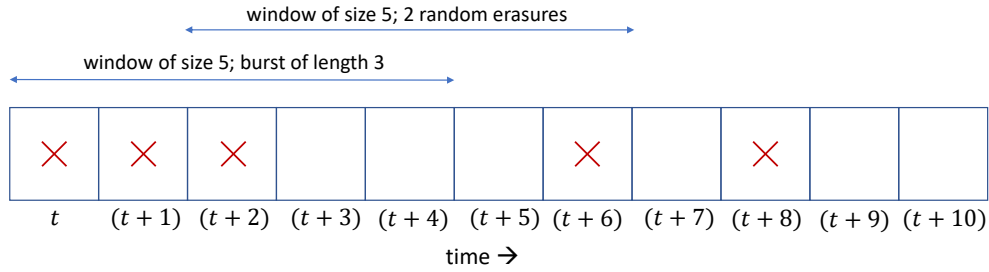 window of size 5; 2 random erasures
window of size 5; burst of length 3
t (t + 1) (t + 2) (t + 3) (t + 4) (t + 5) (t + 6) (t + 7) (t + 8) (t + 9) (t + 10)
time →